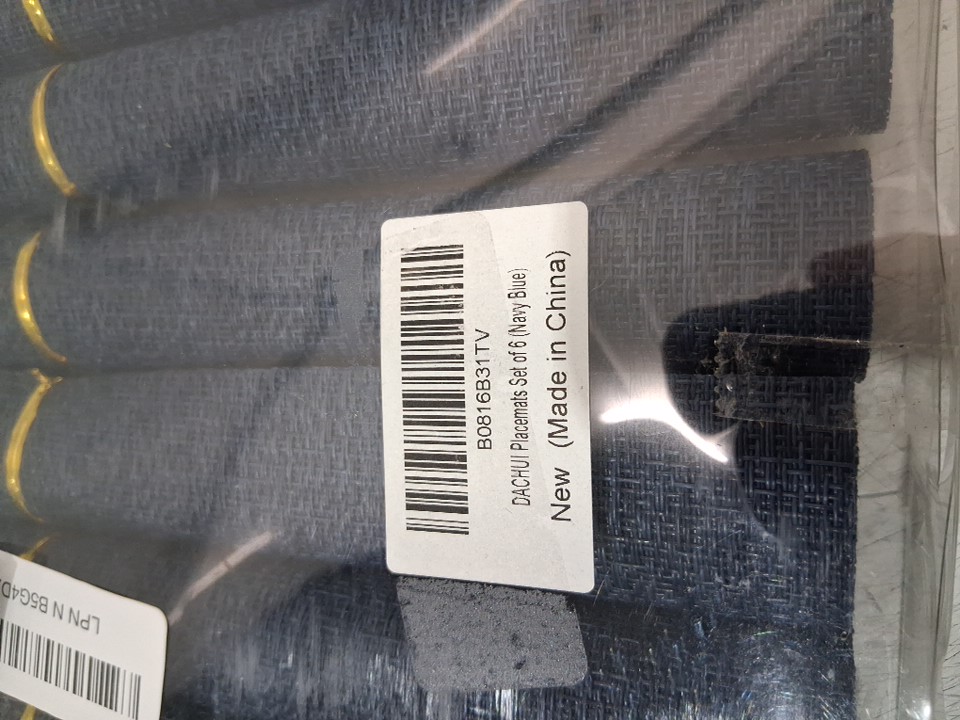 B0816B31TV
DACHUI Placemats Set of 6 (Navy Blue)
New (Made in China)
LPN N B5G4D